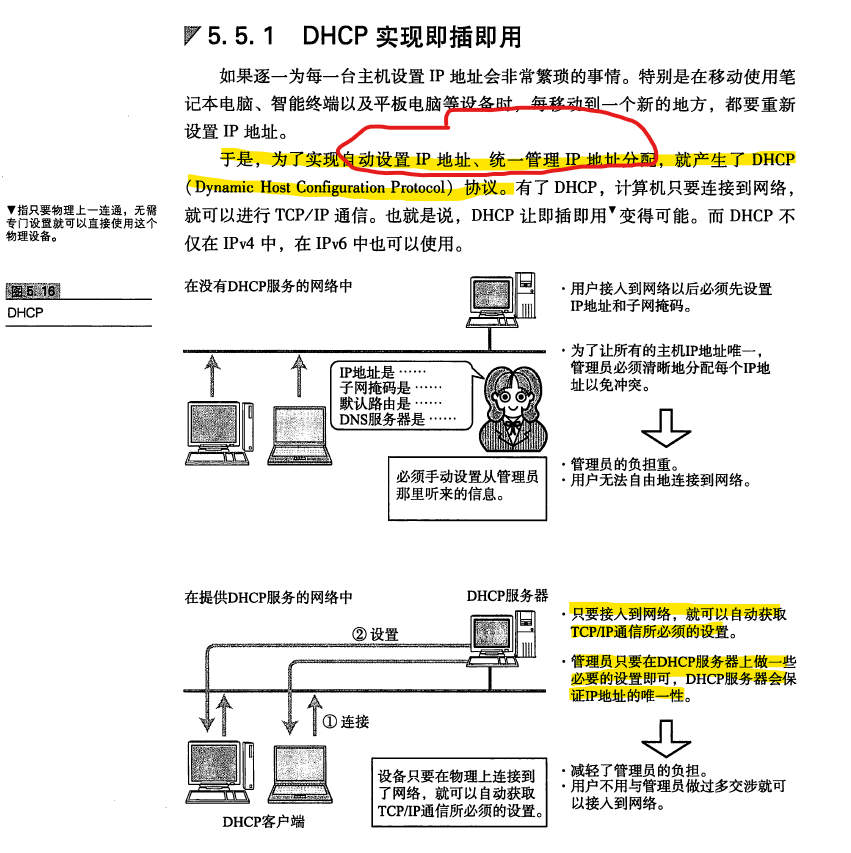 5.5.1 DHCP 实现即插即用
如果逐一为每一台主机设置 IP 地址会非常繁琐的事情。特别是在移动使用笔
记本电脑、智能终端以及平板电脑等设备时，每移动到一个新的地方，都要重新
设置 IP 地址。
于是，为了实现自动设置 IP 地址、统一管理 IP 地址分配，就产生了 DHCP
（Dynamic Host Configuration Protocol）协议。有了 DHCP，计算机只要连接到网络，
就可以进行 TCP/IP 通信。也就是说，DHCP 让即插即用▼变得可能。而 DHCP 不
仅在 IPv4 中，在 IPv6 中也可以使用。
▼指只要物理上一连通，无需
专门设置就可以直接使用这个
物理设备。
图5.16
DHCP
在没有DHCP服务的网络中
IP地址是 ……
子网掩码是 ……
默认路由是 ……
DNS服务器是 ……
必须手动设置从管理员
那里听来的信息。
·用户接入到网络以后必须先设置
IP地址和子网掩码。
·为了让所有的主机IP地址唯一，
管理员必须清晰地分配每个IP地
址以免冲突。
·管理员的负担重。
·用户无法自由地连接到网络。
在提供DHCP服务的网络中
DHCP服务器
② 设置
① 连接
DHCP客户端
设备只要在物理上连接到
了网络，就可以自动获取
TCP/IP通信所必须的设置。
·只要接入到网络，就可以自动获取
TCP/IP通信所必须的设置。
·管理员只要在DHCP服务器上做一些
必要的设置即可，DHCP服务器会保
证IP地址的唯一性。
·减轻了管理员的负担。
·用户不用与管理员做过多交涉就可
以接入到网络。